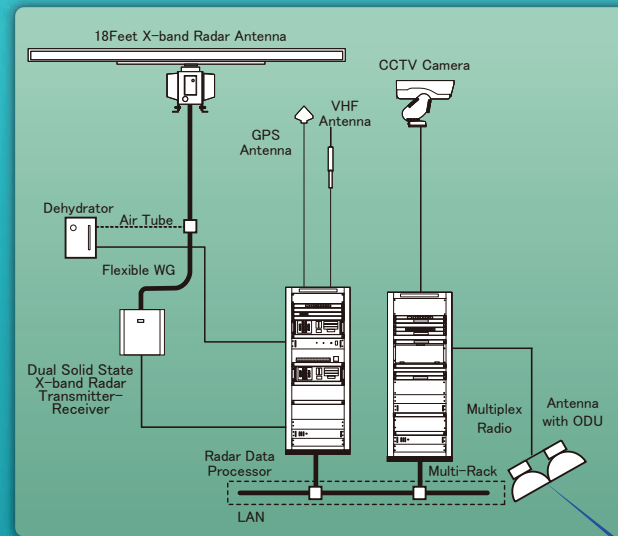 18Feet X-band Radar Antenna
CCTV Camera
VHF
Antenna
GPS
Antenna
Dehydrator
Air Tube
Flexible WG
Dual Solid State
X-band Radar
Transmitter-
Receiver
Radar Data
Processor
Multi-Rack
Multiplex
Radio
Antenna
with ODU
LAN